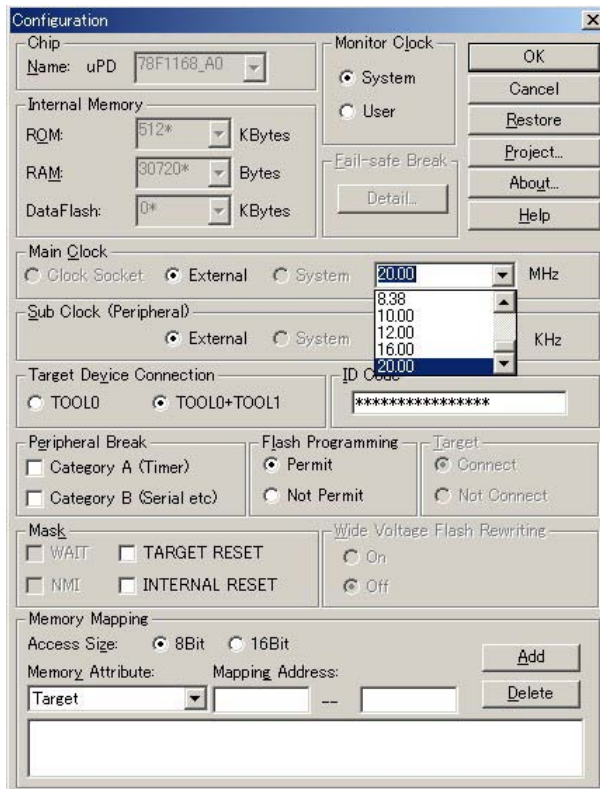 Configuration
Chip
Name: uPD 78F1168_A0
Monitor Clock
System
User
OK
Cancel
Restore
Project...
About...
Help
Internal Memory
ROM: 512* KBytes
RAM: 30720* Bytes
DataFlash: 0* KBytes
Fail-safe Break
Detail...
Main Clock
Clock Socket External System 20.00 MHz
8.38
10.00
12.00
16.00
20.00
Sub Clock (Peripheral)
External System KHz
Target Device Connection
TOOL0 TOOL0+TOOL1
ID Code
****************
Peripheral Break
Category A (Timer)
Category B (Serial etc)
Flash Programming
Permit
Not Permit
Target
Connect
Not Connect
Mask
WAIT TARGET RESET
NMI INTERNAL RESET
Wide Voltage Flash Rewriting
On
Off
Memory Mapping
Access Size: 8Bit 16Bit
Memory Attribute: Mapping Address:
Target --
Add
Delete